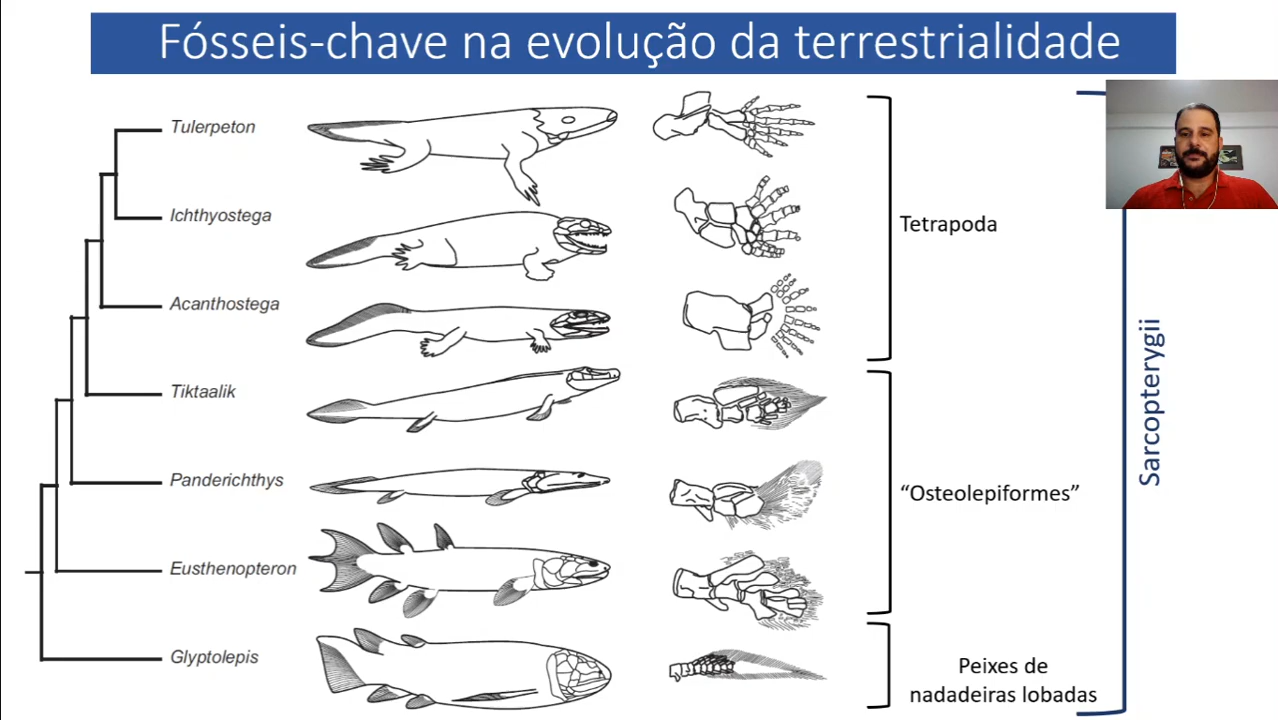 Fósseis-chave na evolução da terrestrialidade
Tulerpeton
Ichthyostega
Acanthostega
Tiktaalik
Panderichthys
Eusthenopteron
Glyptolepis
Tetrapoda
“Osteolepiformes”
Peixes de
nadadeiras lobadas
Sarcopterygii